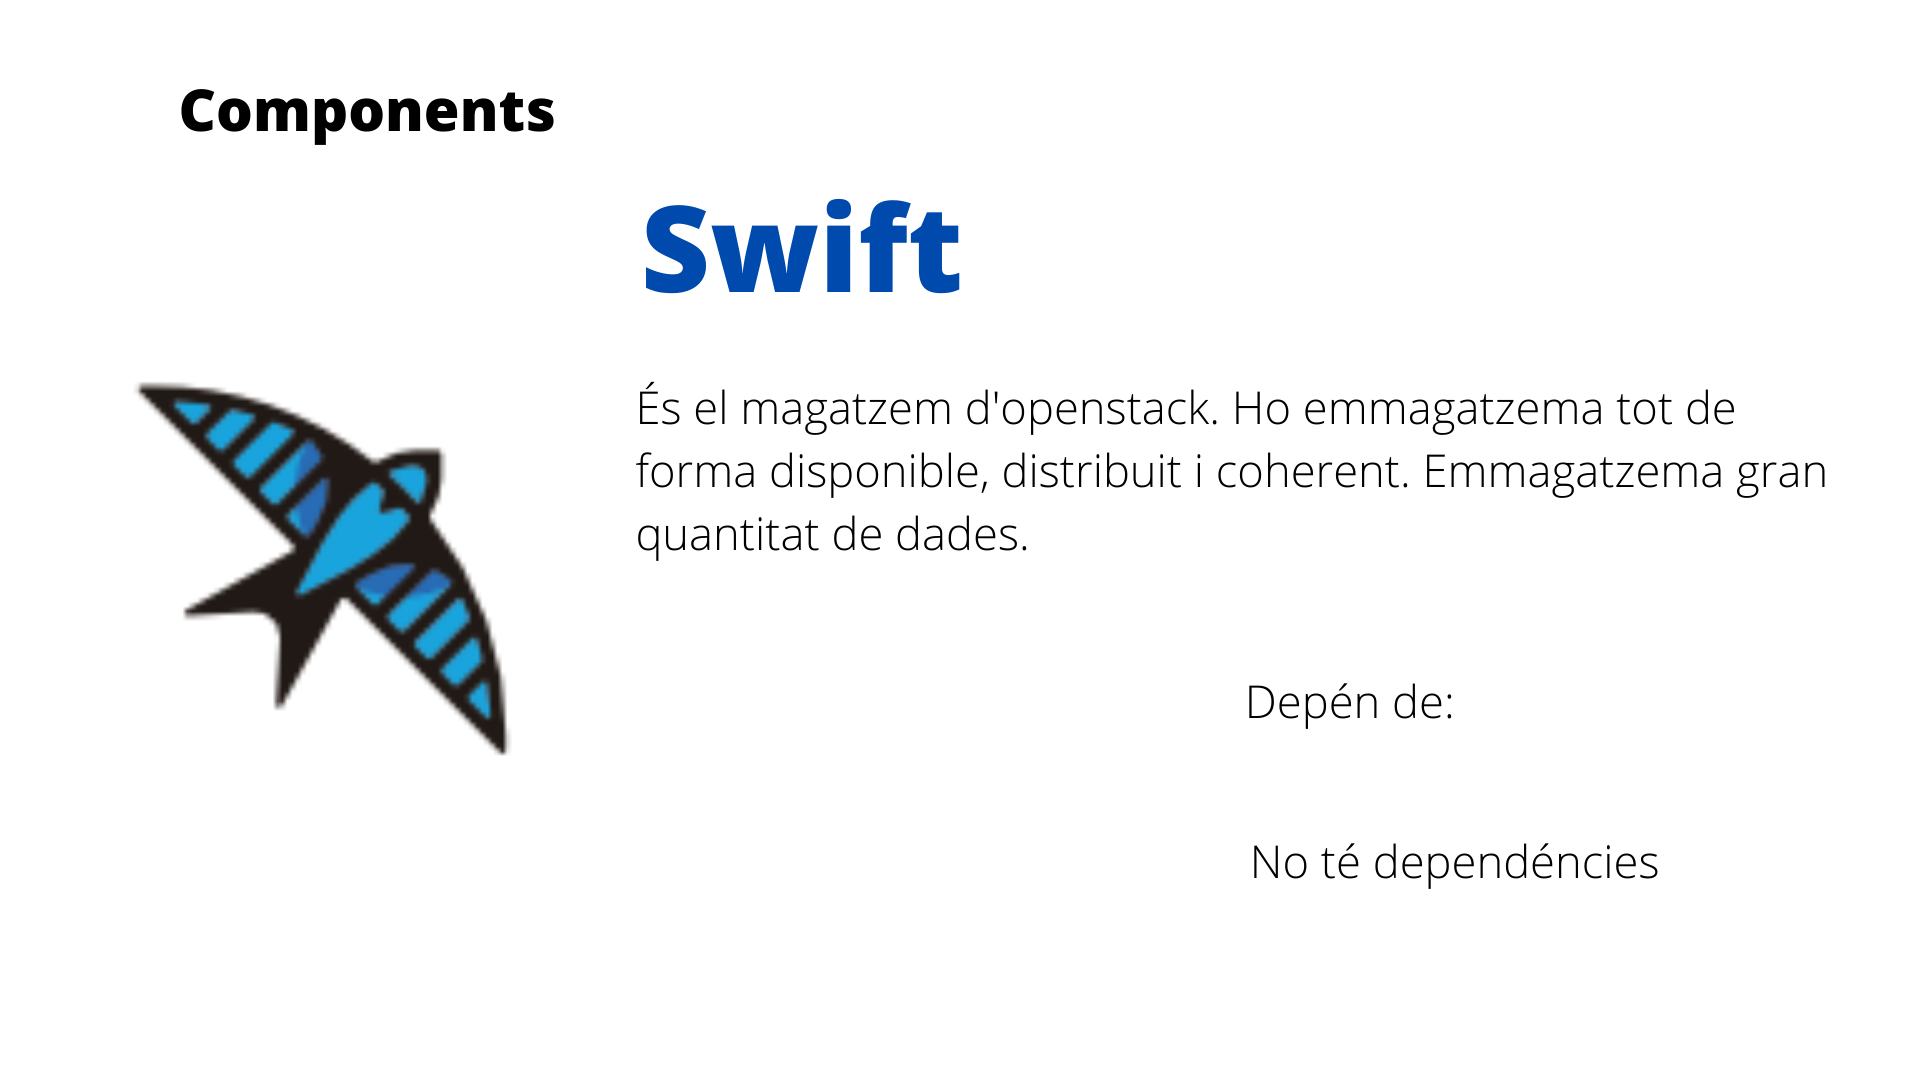 Components
Swift
És el magatzem d'openstack. Ho emmagatzema tot de
forma disponible, distribuit i coherent. Emmagatzema gran
quantitat de dades.
Depén de:
No té dependéncies